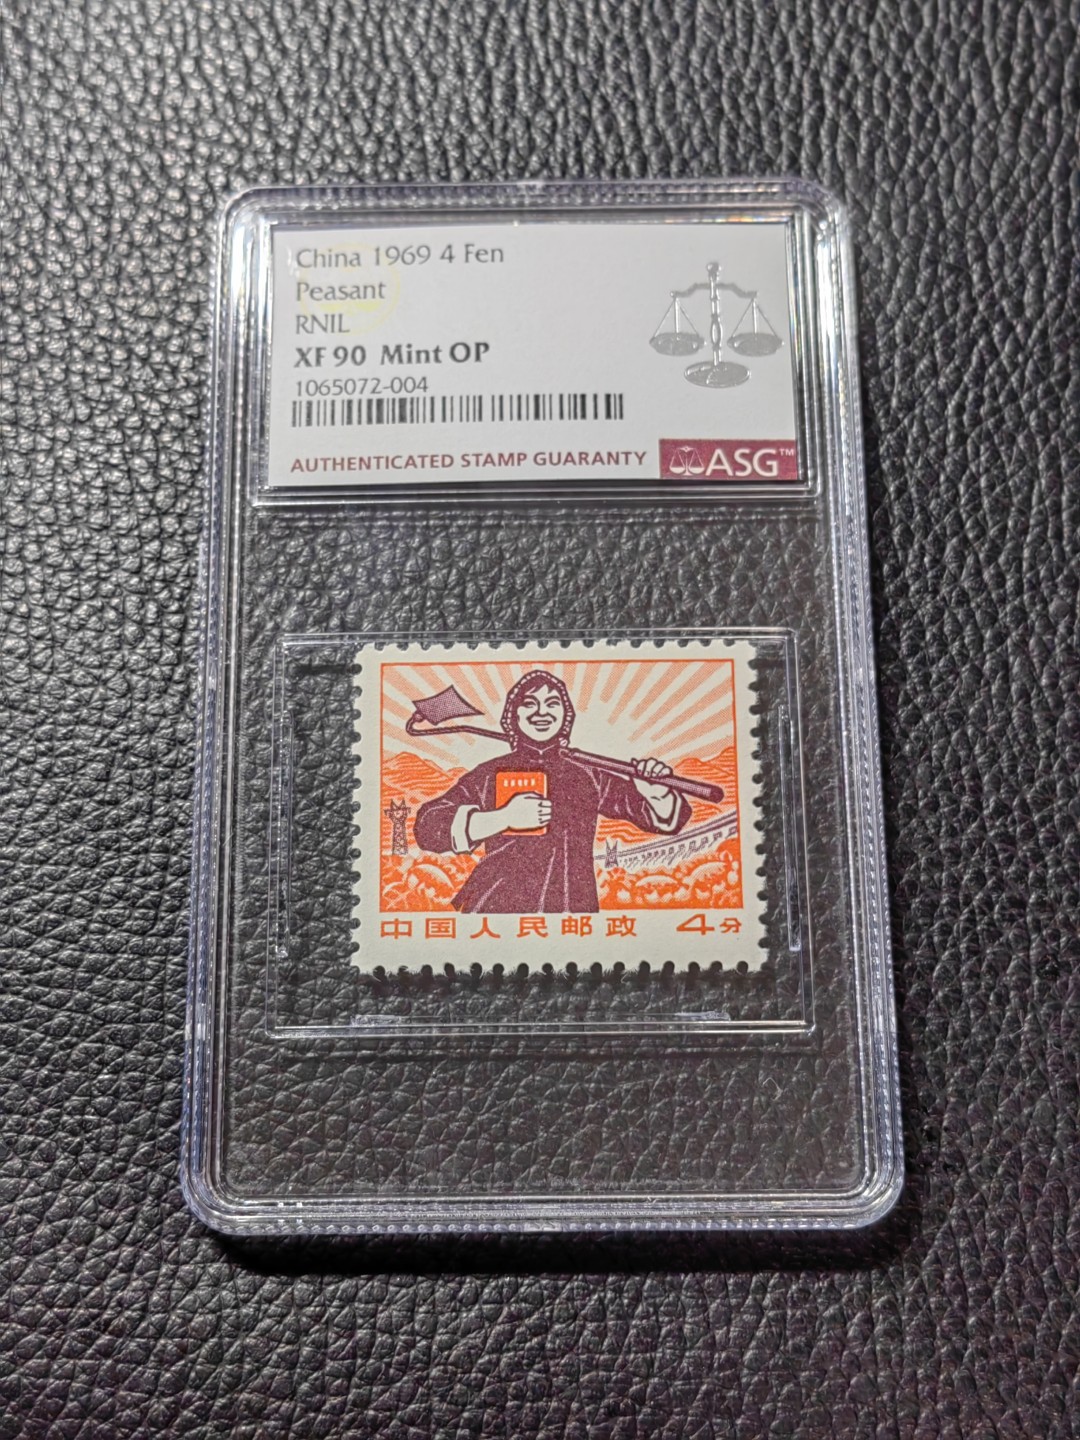 China 1969 4 Fen
Peasant
RNIL
XF 90 Mint OP
1065072-004
AUTHENTICATED STAMP GUARANTY
ASG™
中国人民邮政 4分